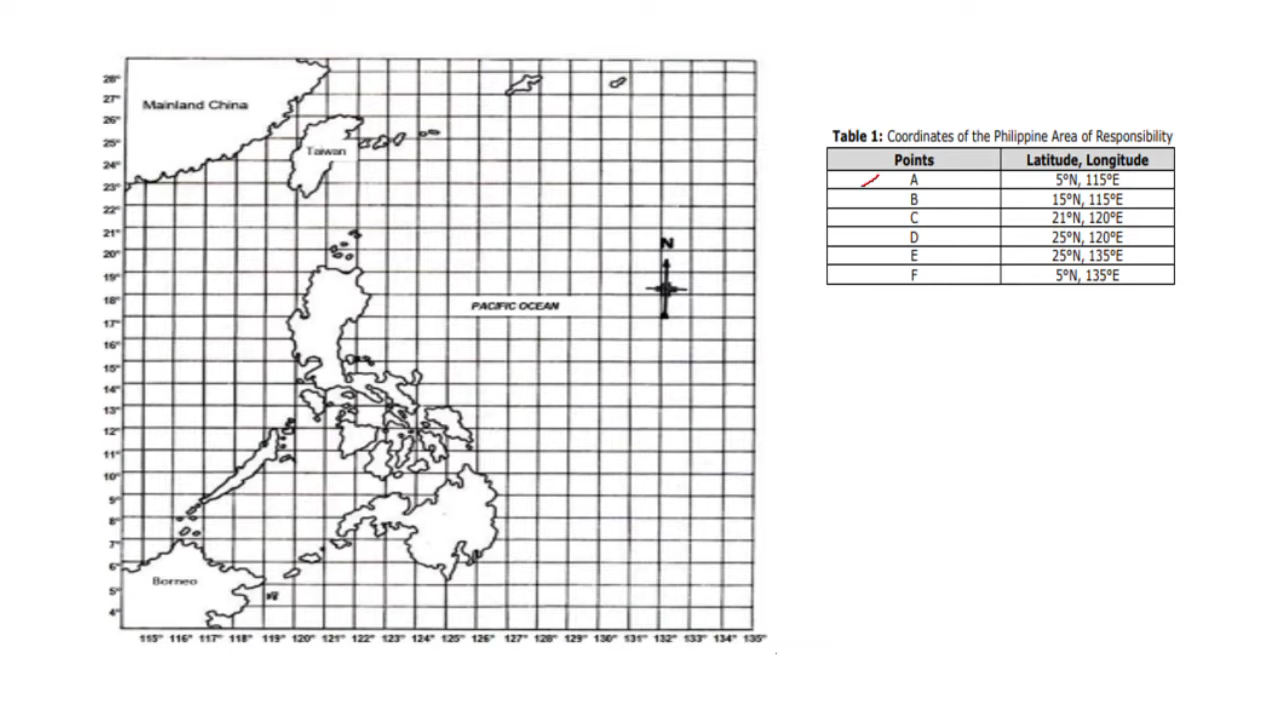 28°
27°
Mainland China
26°
25°
Taiwan
24°
23°
22°
21°
20°
N
19°
18°
PACIFIC OCEAN
17°
16°
15°
14°
13°
12°
11°
10°
9°
8°
7°
6°
Borneo
5°
4°
115° 116° 117° 118° 119° 120° 121° 122° 123° 124° 125° 126° 127° 128° 129° 130° 131° 132° 133° 134° 135°
Table 1: Coordinates of the Philippine Area of Responsibility
Points Latitude, Longitude
A 5°N, 115°E
B 15°N, 115°E
C 21°N, 120°E
D 25°N, 120°E
E 25°N, 135°E
F 5°N, 135°E